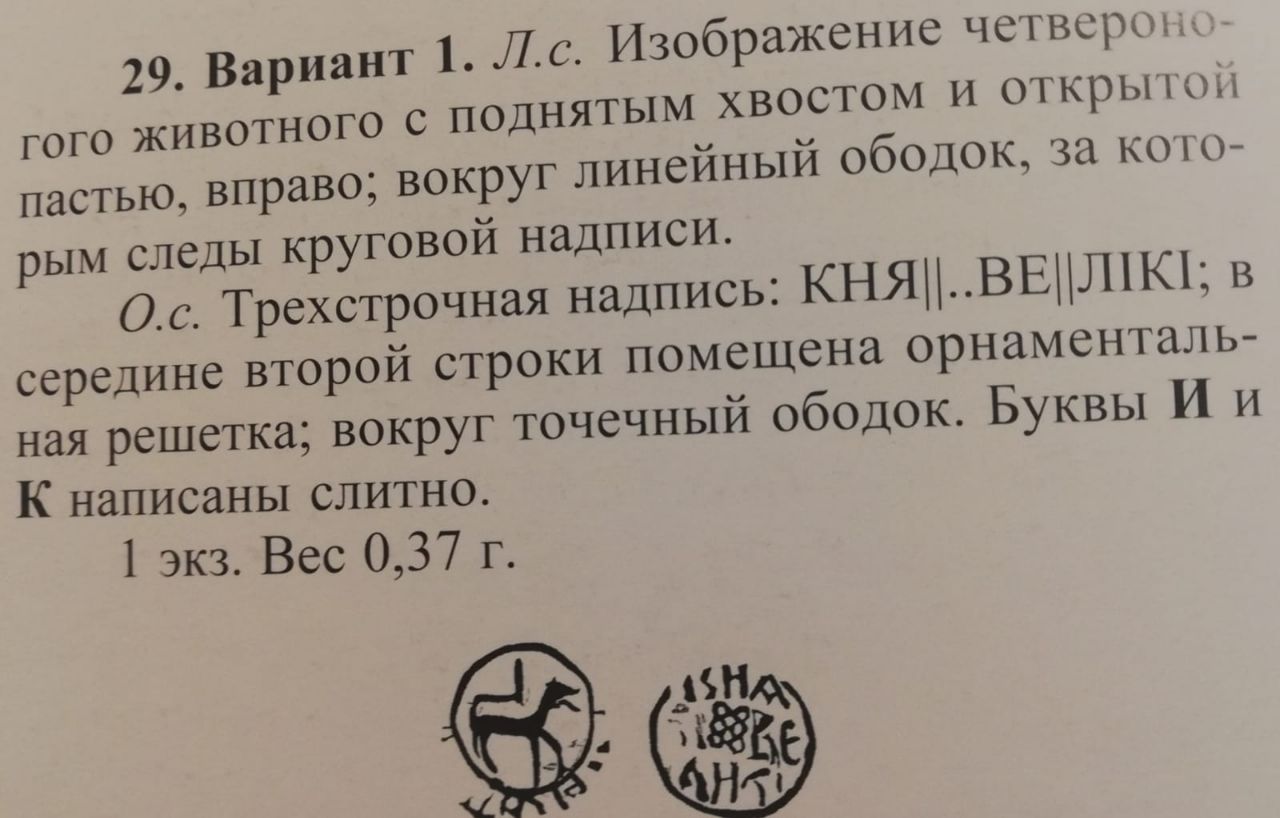 29. Вариант 1. Л.с. Изображение четвероно-
гого животного с поднятым хвостом и открытой
пастью, вправо; вокруг линейный ободок, за кото-
рым следы круговой надписи.
О.с. Трехстрочная надпись: КНЯ||..ВЕ||ЛIКI; в
середине второй строки помещена орнаменталь-
ная решетка; вокруг точечный ободок. Буквы И и
К написаны слитно.
1 экз. Вес 0,37 г.